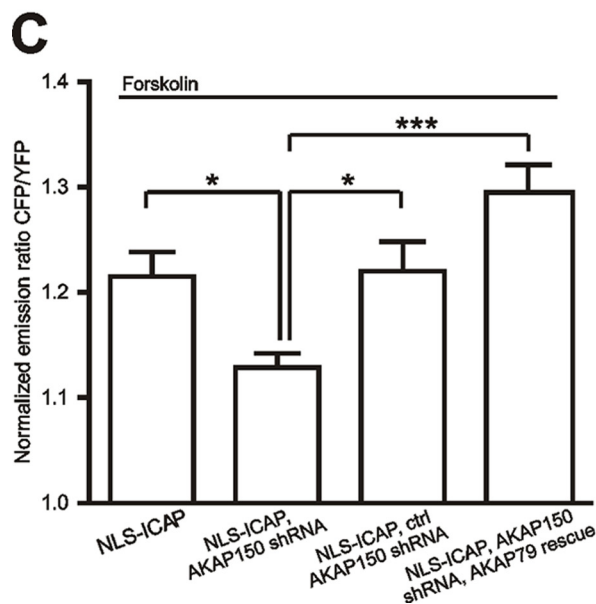 C
Forskolin
1.4
***
1.3
*
*
1.2
1.1
1.0
Normalized emission ratio CFP/YFP
NLS-ICAP
NLS-ICAP,
AKAP150 shRNA
NLS-ICAP, ctrl
AKAP150 shRNA
NLS-ICAP, AKAP150
shRNA, AKAP79 rescue